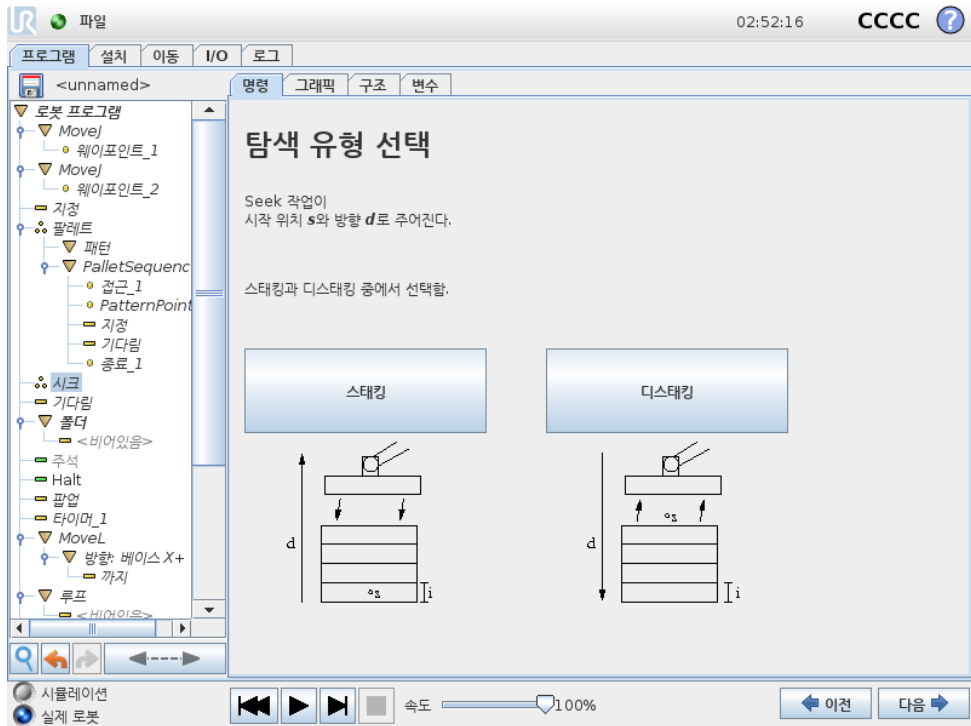 UR 파일 02:52:16 CCCC ?
프로그램 설치 이동 I/O 로그
<unnamed>
명령 그래픽 구조 변수
로봇 프로그램
MoveJ
웨이포인트_1
MoveJ
웨이포인트_2
지정
팔레트
패턴
PalletSequenc
접근_1
PatternPoint
지정
기다림
종료_1
시크
기다림
폴더
<비어있음>
주석
Halt
팝업
타이머_1
MoveL
방향: 베이스 X+
까지
루프
<비어있음>
탐색 유형 선택
Seek 작업이
시작 위치 s와 방향 d로 주어진다.
스태킹과 디스태킹 중에서 선택함.
스태킹 디스태킹
d s i
d s i
시뮬레이션
실제 로봇
속도 100%
이전 다음